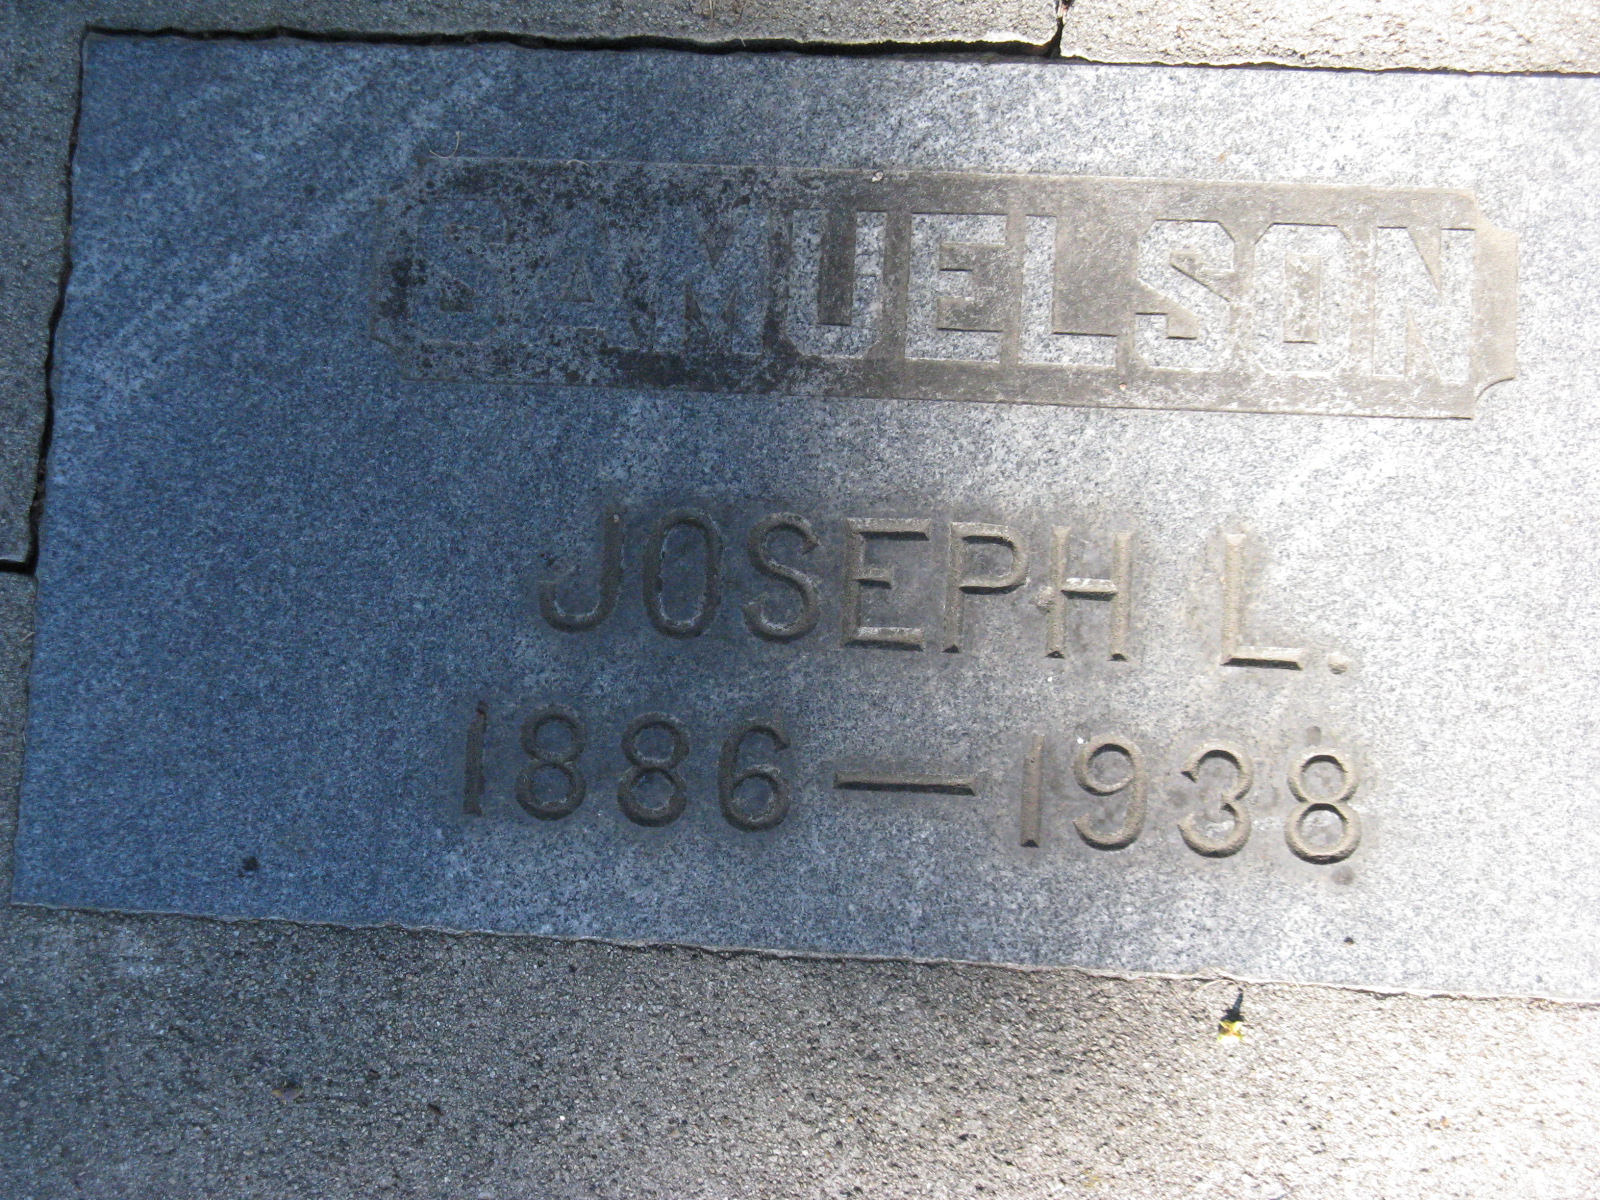 SAMUELSON
JOSEPH L.
1886 — 1938